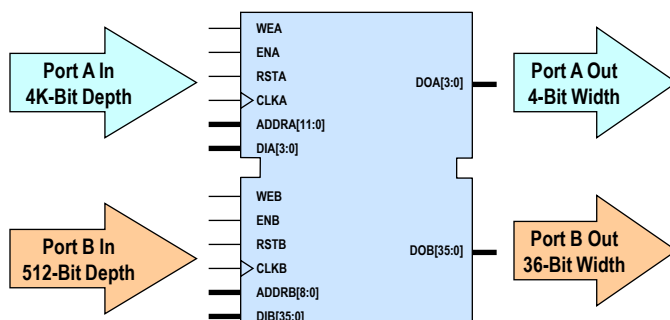 Port A In
4K-Bit Depth
WEA
ENA
RSTA
CLKA
ADDRA[11:0]
DIA[3:0]
DOA[3:0]
Port A Out
4-Bit Width
Port B In
512-Bit Depth
WEB
ENB
RSTB
CLKB
ADDRB[8:0]
DIB[35:0]
DOB[35:0]
Port B Out
36-Bit Width